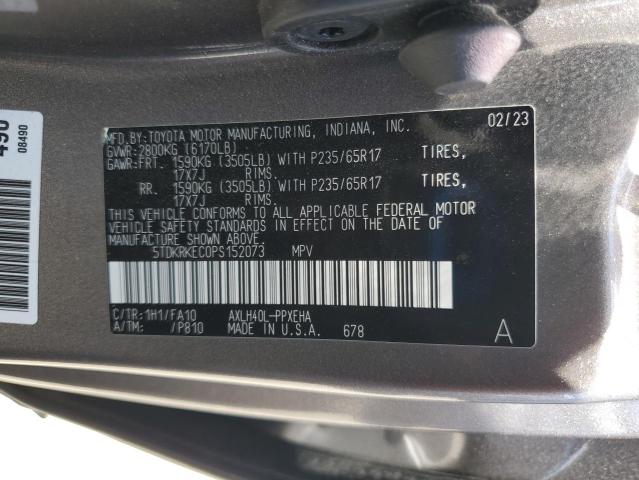 MFD.BY:TOYOTA MOTOR MANUFACTURING, INDIANA, INC. 02/23
GVWR:2800KG (6170LB)
GAWR:FRT. 1590KG (3505LB) WITH P235/65R17 TIRES,
17X7J RIMS.
RR. 1590KG (3505LB) WITH P235/65R17 TIRES,
17X7J RIMS.
THIS VEHICLE CONFORMS TO ALL APPLICABLE FEDERAL MOTOR
VEHICLE SAFETY STANDARDS IN EFFECT ON THE DATE OF
MANUFACTURE SHOWN ABOVE.
5TDKRKEC0PS152073 MPV
C/TR:1H1/FA10 AXLH40L-PPXEHA
A/TM: /P810 MADE IN U.S.A. 678
A
08490